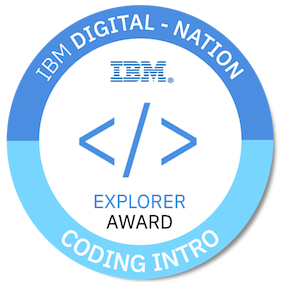 IBM DIGITAL - NATION
IBM®
</>
EXPLORER
AWARD
CODING INTRO